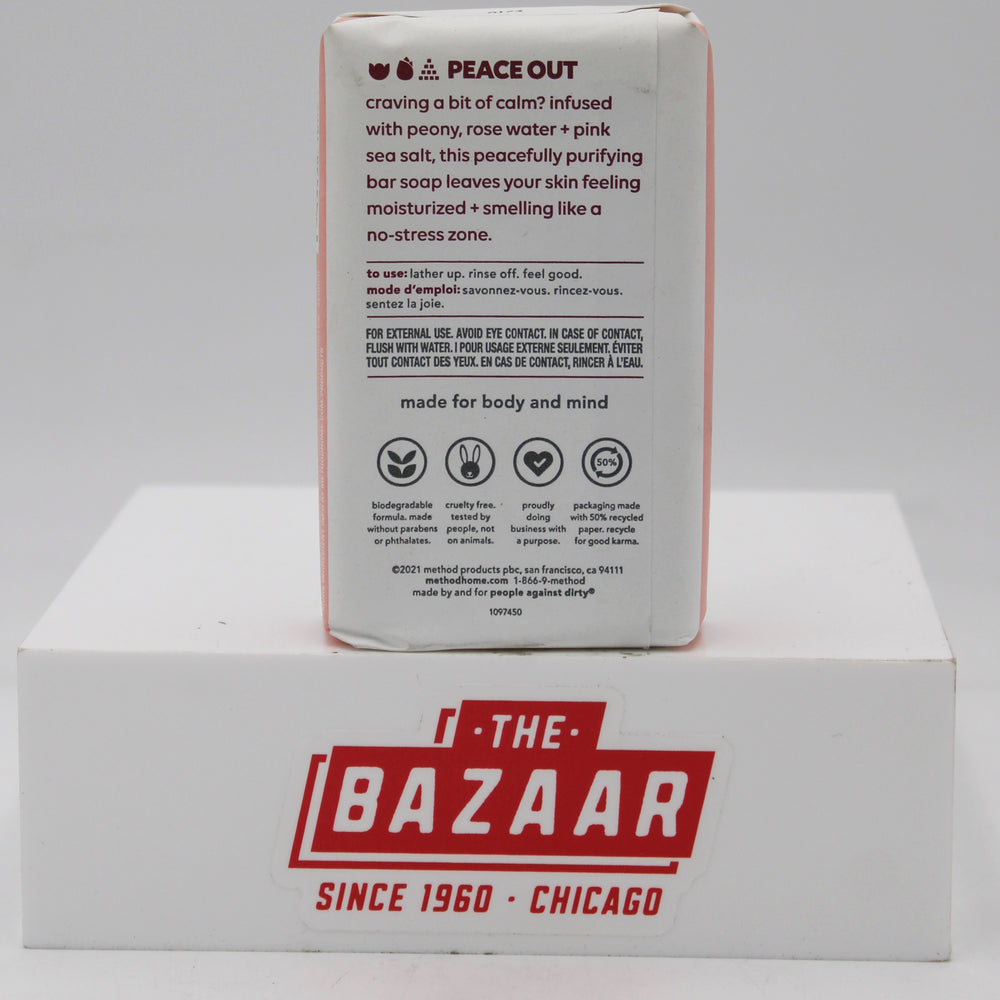 PEACE OUT
craving a bit of calm? infused
with peony, rose water + pink
sea salt, this peacefully purifying
bar soap leaves your skin feeling
moisturized + smelling like a
no-stress zone.
to use: lather up. rinse off. feel good.
mode d'emploi: savonnez-vous. rincez-vous.
sentez la joie.
FOR EXTERNAL USE. AVOID EYE CONTACT. IN CASE OF CONTACT,
FLUSH WITH WATER. | POUR USAGE EXTERNE SEULEMENT. ÉVITER
TOUT CONTACT DES YEUX. EN CAS DE CONTACT, RINCER À L'EAU.
made for body and mind
50%
biodegradable
formula. made
without parabens
or phthalates.
cruelty free.
tested by
people, not
on animals.
proudly
doing
business with
a purpose.
packaging made
with 50% recycled
paper. recycle
for good karma.
©2021 method products pbc, san francisco, ca 94111
methodhome.com 1-866-9-method
made by and for people against dirty®
1097450
·THE·
BAZAAR
SINCE 1960 · CHICAGO